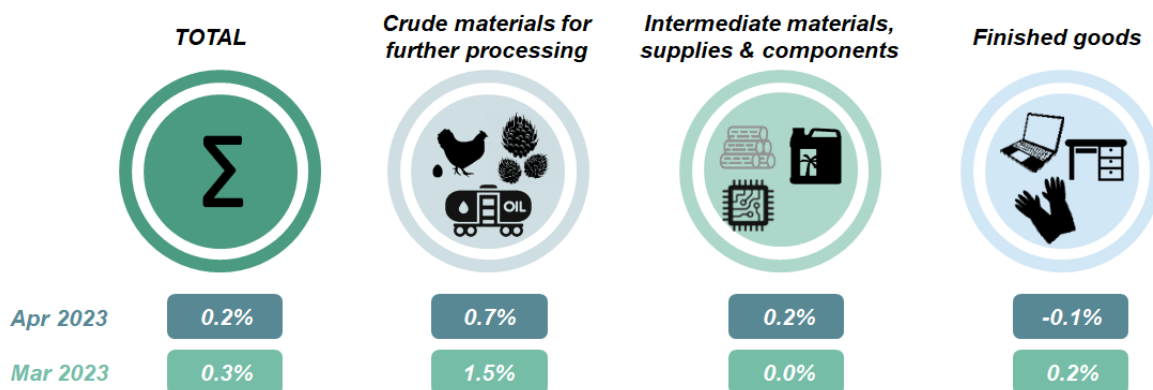 TOTAL
Crude materials for
further processing
Intermediate materials,
supplies & components
Finished goods
Σ
OIL
Apr 2023 0.2% 0.7% 0.2% -0.1%
Mar 2023 0.3% 1.5% 0.0% 0.2%